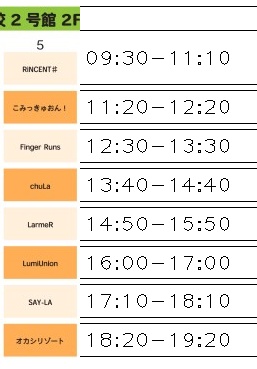 校2号館 2F
5
RiNCENT#
09:30-11:10
こみっきゅおん！
11:20-12:20
Finger Runs
12:30-13:30
chuLa
13:40-14:40
LarmeR
14:50-15:50
LumiUnion
16:00-17:00
SAY-LA
17:10-18:10
オカシリゾート
18:20-19:20